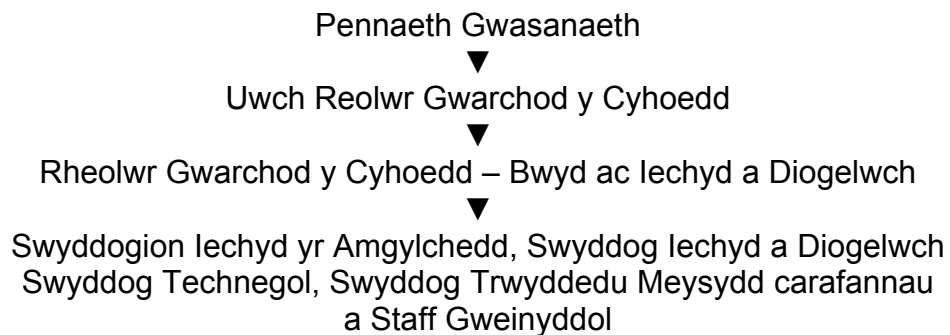 Pennaeth Gwasanaeth
▼
Uwch Reolwr Gwarchod y Cyhoedd
▼
Rheolwr Gwarchod y Cyhoedd – Bwyd ac Iechyd a Diogelwch
▼
Swyddogion Iechyd yr Amgylchedd, Swyddog Iechyd a Diogelwch
Swyddog Technegol, Swyddog Trwyddedu Meysydd carafannau
a Staff Gweinyddol